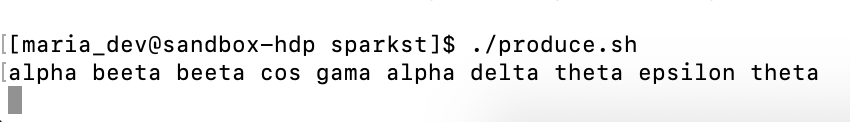 [[maria_dev@sandbox-hdp sparkst]$ ./produce.sh
[alpha beeta beeta cos gama alpha delta theta epsilon theta